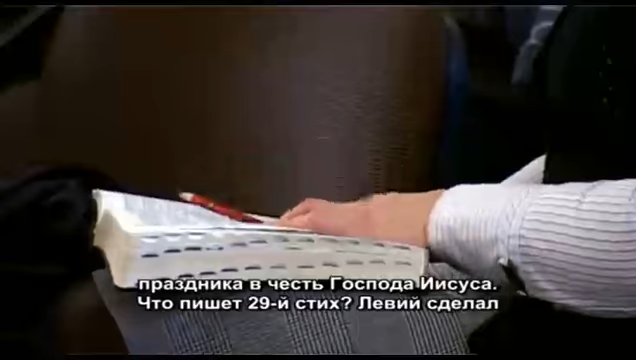 праздника в честь Господа Иисуса.
Что пишет 29-й стих? Левий сделал